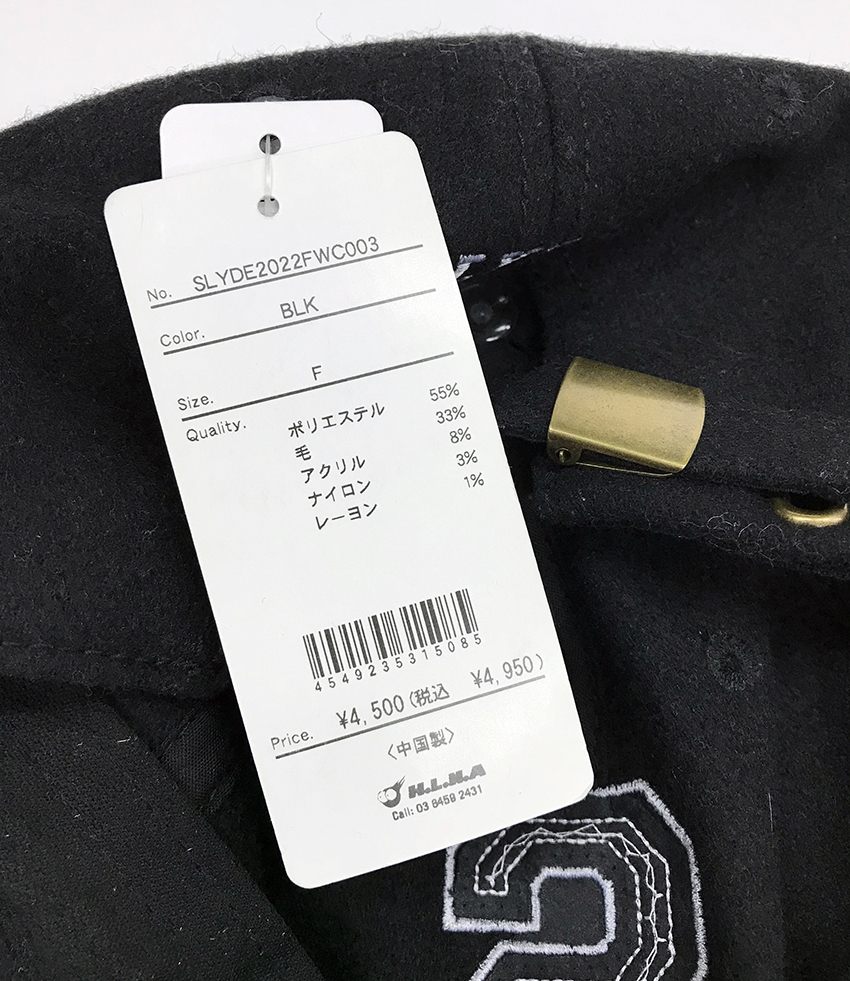 No. SLYDE2022FWC003
Color. BLK
Size. F
Quality. ポリエステル 55%
毛 33%
アクリル 8%
ナイロン 3%
レーヨン 1%
4549235315085
Price. ¥4,500(税込 ¥4,950)
〈中国製〉
H.L.N.A
Call: 03 6459 2431
2